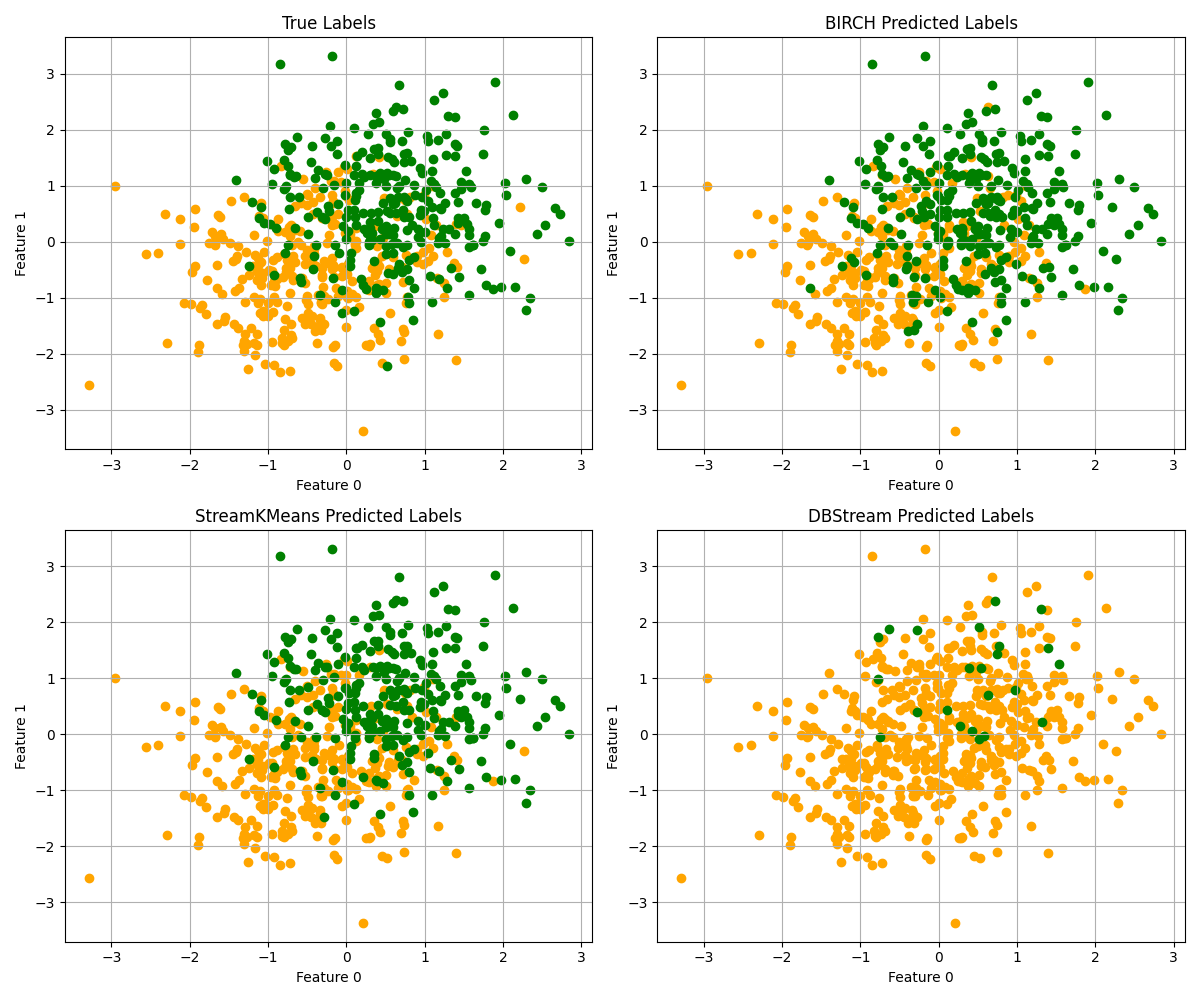 True Labels
3
2
1
0
−1
−2
−3
Feature 1
−3 −2 −1 0 1 2 3
Feature 0
BIRCH Predicted Labels
3
2
1
0
−1
−2
−3
Feature 1
−3 −2 −1 0 1 2 3
Feature 0
StreamKMeans Predicted Labels
3
2
1
0
−1
−2
−3
Feature 1
−3 −2 −1 0 1 2 3
Feature 0
DBStream Predicted Labels
3
2
1
0
−1
−2
−3
Feature 1
−3 −2 −1 0 1 2 3
Feature 0